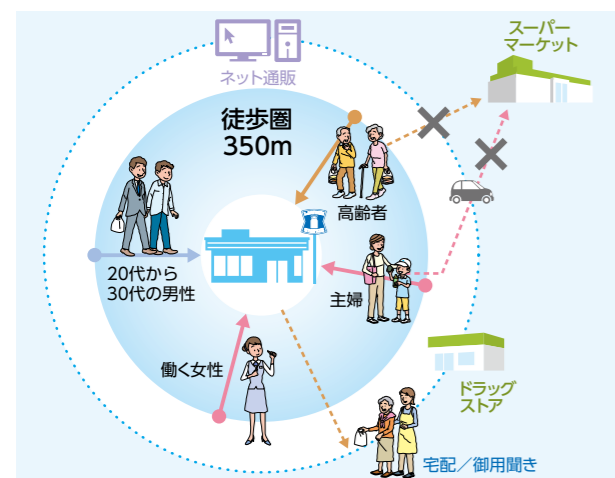 スーパー
マーケット
ネット通販
徒歩圏
350m
高齢者
20代から
30代の男性
主婦
働く女性
ドラッグ
ストア
宅配／御用聞き